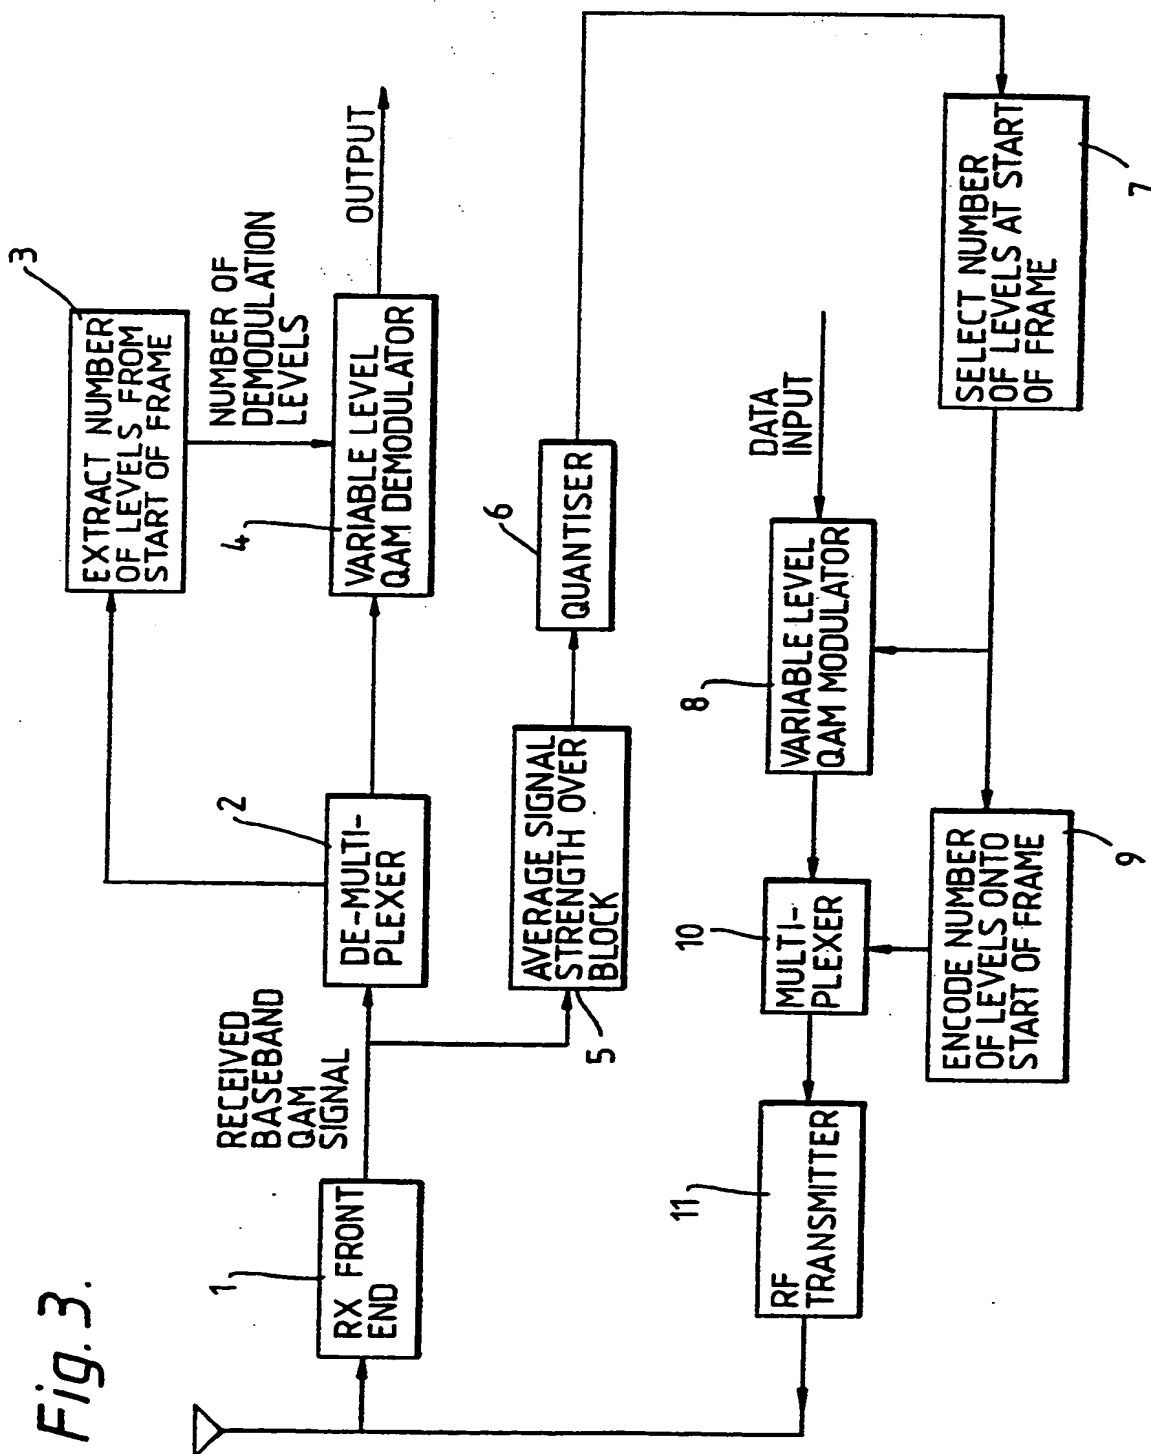 Fig. 3.
1
RX FRONT
END
RECEIVED
BASEBAND
QAM
SIGNAL
2
DE-MULTI-
PLEXER
3
EXTRACT NUMBER
OF LEVELS FROM
START OF FRAME
NUMBER OF
DEMODULATION
LEVELS
4
VARIABLE LEVEL
QAM DEMODULATOR
OUTPUT
5
AVERAGE SIGNAL
STRENGTH OVER
BLOCK
6
QUANTISER
7
SELECT NUMBER
OF LEVELS AT START
OF FRAME
DATA
INPUT
8
VARIABLE LEVEL
QAM MODULATOR
9
ENCODE NUMBER
OF LEVELS ONTO
START OF FRAME
10
MULTI-
PLEXER
11
RF
TRANSMITTER